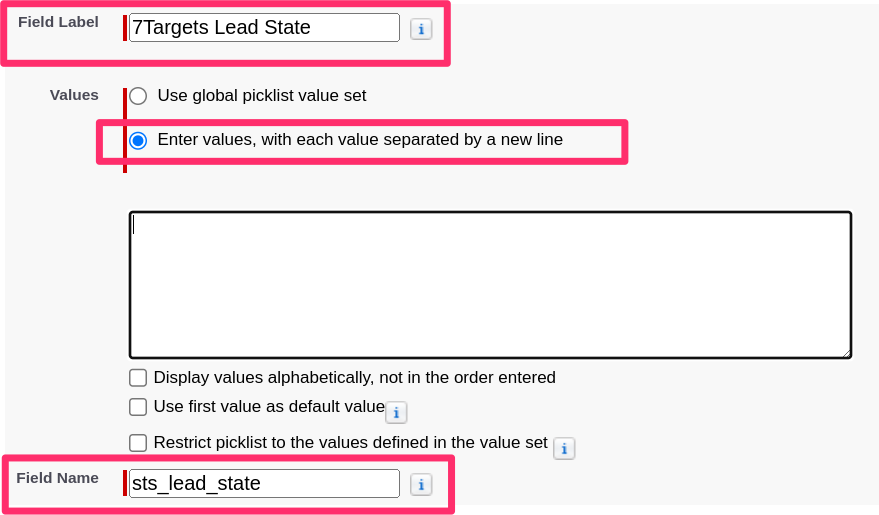 Field Label 7Targets Lead State i
Values Use global picklist value set
Enter values, with each value separated by a new line
Display values alphabetically, not in the order entered
Use first value as default value i
Restrict picklist to the values defined in the value set i
Field Name sts_lead_state i